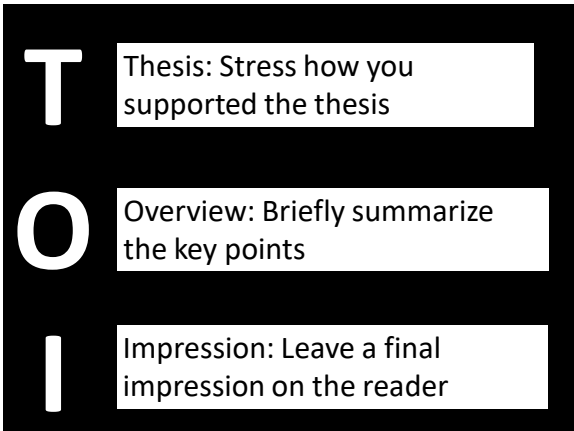 T
Thesis: Stress how you
supported the thesis
O
Overview: Briefly summarize
the key points
I
Impression: Leave a final
impression on the reader